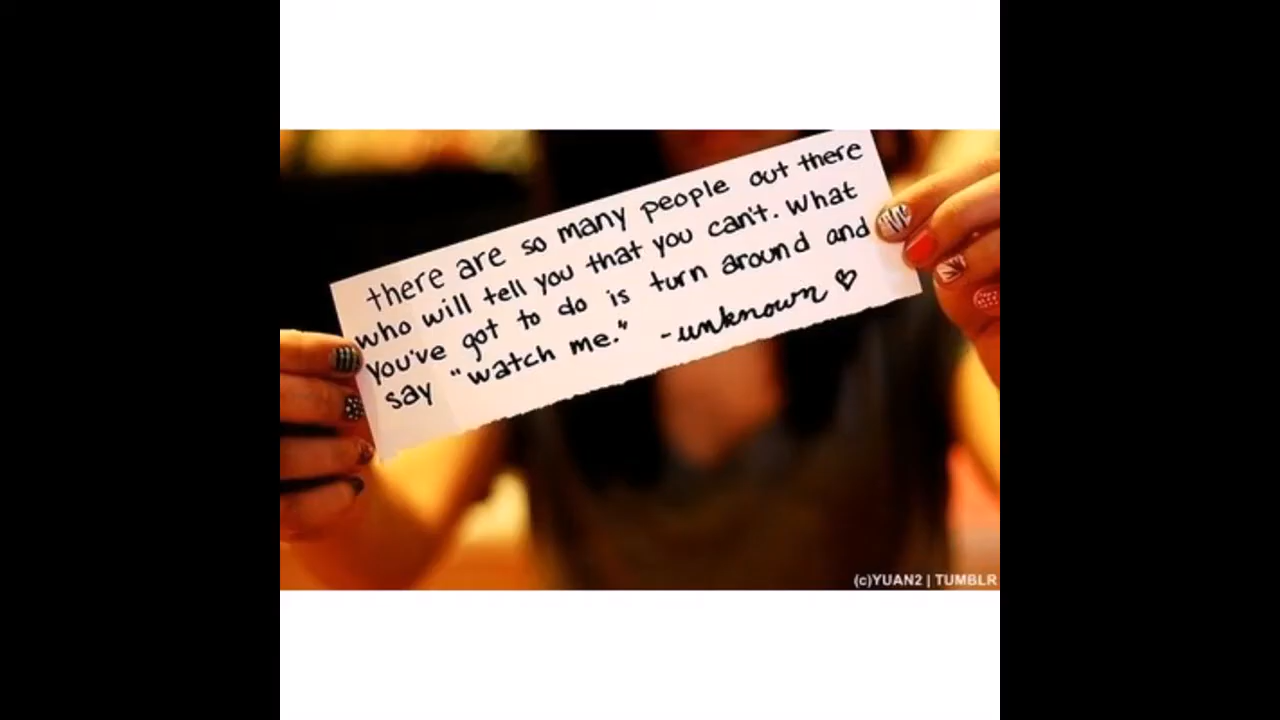 there are so many people out there
who will tell you that you can't. What
you've got to do is turn around and
say "watch me." -unknown ♡
(c)YUAN2 | TUMBLR